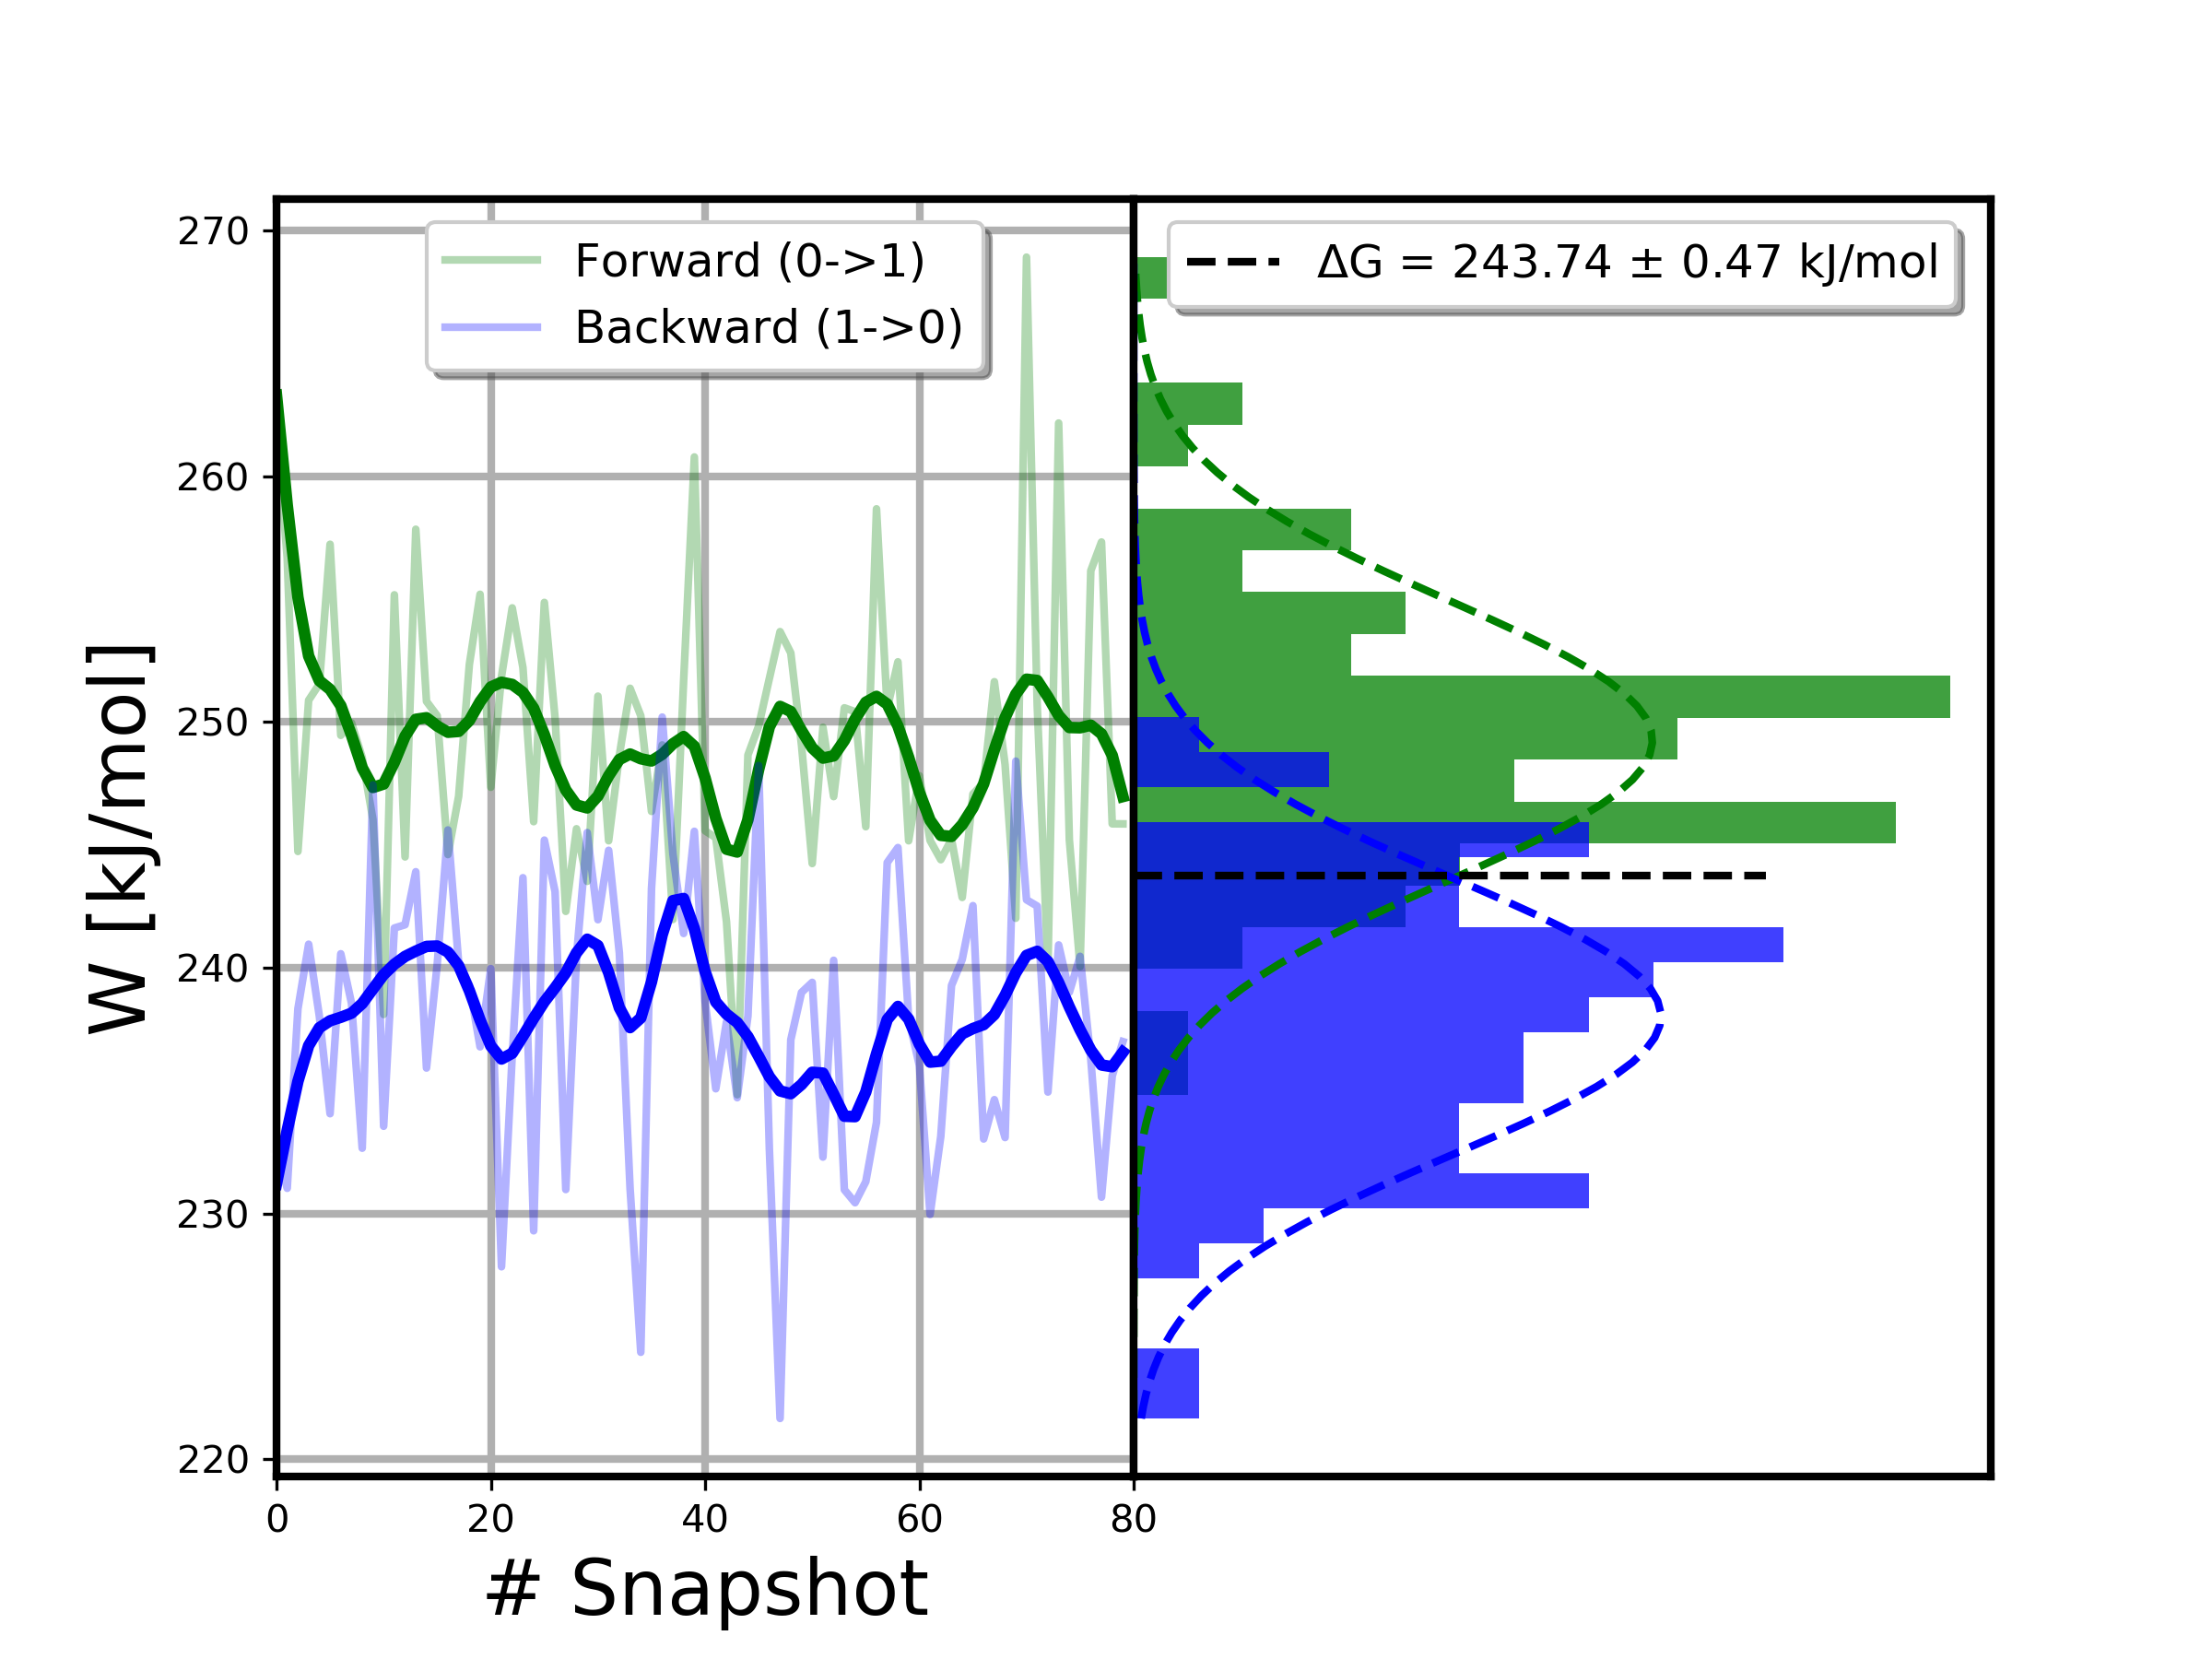 Forward (0->1)
Backward (1->0)
ΔG = 243.74 ± 0.47 kJ/mol
W [kJ/mol]
270
260
250
240
230
220
0 20 40 60 80
# Snapshot